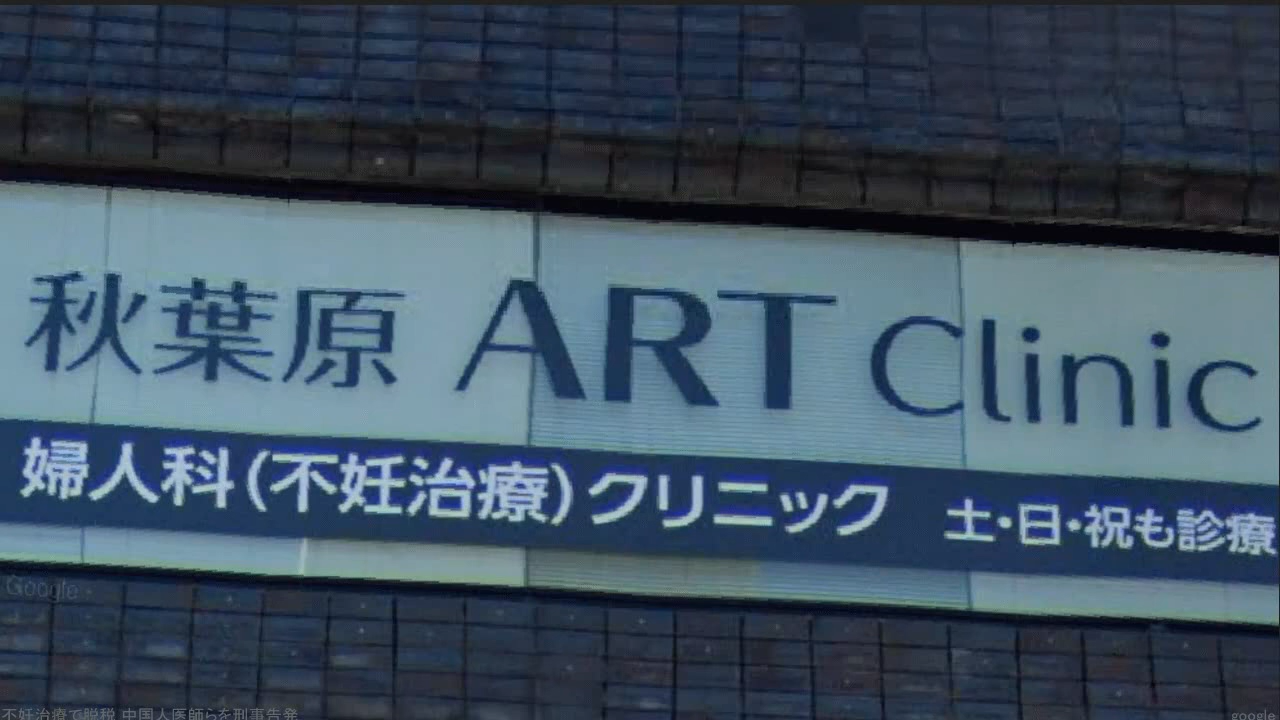 秋葉原 ART Clinic
婦人科(不妊治療)クリニック 土・日・祝も診療
Google
不妊治療で脱税 中国人医師らを刑事告発
google